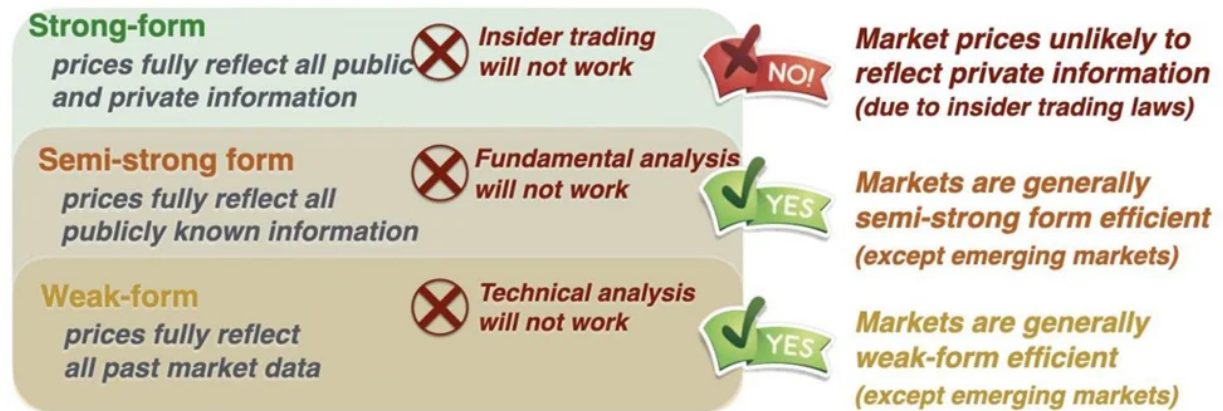 Strong-form
prices fully reflect all public
and private information
Insider trading
will not work
NO!
Market prices unlikely to
reflect private information
(due to insider trading laws)
Semi-strong form
prices fully reflect all
publicly known information
Fundamental analysis
will not work
YES
Markets are generally
semi-strong form efficient
(except emerging markets)
Weak-form
prices fully reflect
all past market data
Technical analysis
will not work
YES
Markets are generally
weak-form efficient
(except emerging markets)